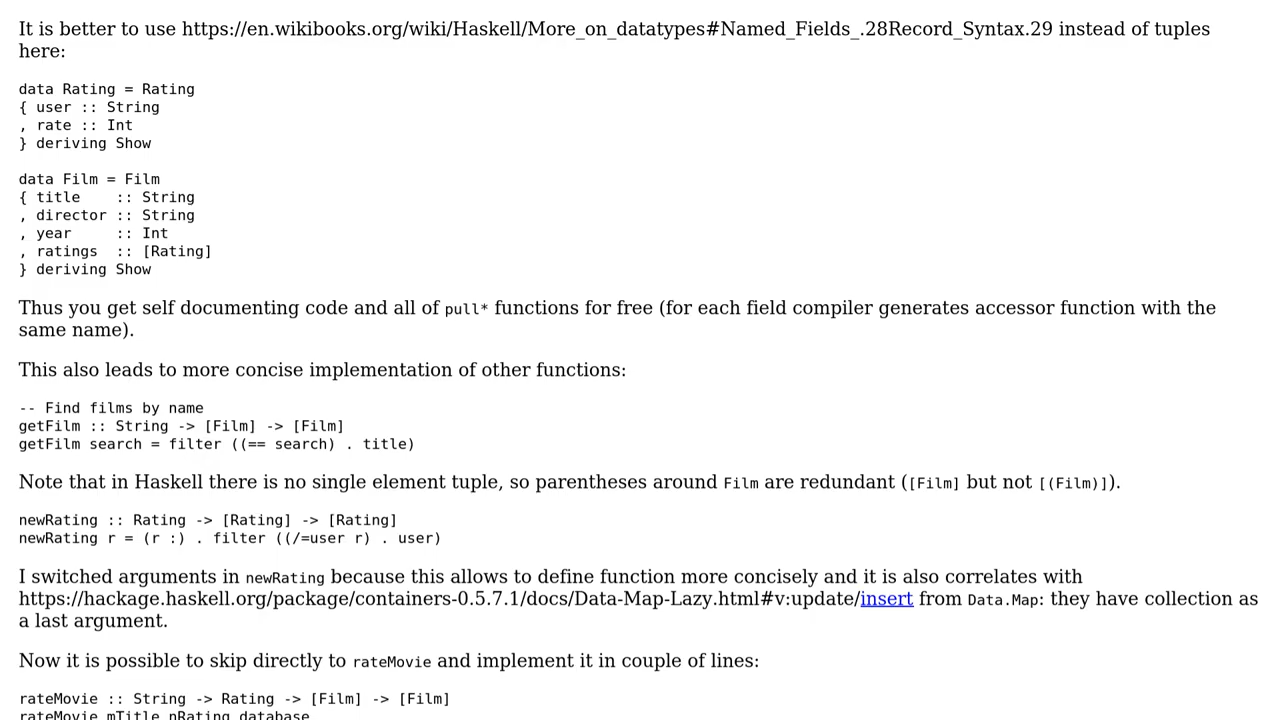 It is better to use https://en.wikibooks.org/wiki/Haskell/More_on_datatypes#Named_Fields_.28Record_Syntax.29 instead of tuples
here:
data Rating = Rating
{ user :: String
, rate :: Int
} deriving Show
data Film = Film
{ title    :: String
, director :: String
, year     :: Int
, ratings  :: [Rating]
} deriving Show
Thus you get self documenting code and all of pull* functions for free (for each field compiler generates accessor function with the
same name).
This also leads to more concise implementation of other functions:
-- Find films by name
getFilm :: String -> [Film] -> [Film]
getFilm search = filter ((== search) . title)
Note that in Haskell there is no single element tuple, so parentheses around Film are redundant ([Film] but not [(Film)]).
newRating :: Rating -> [Rating] -> [Rating]
newRating r = (r :) . filter ((/=user r) . user)
I switched arguments in newRating because this allows to define function more concisely and it is also correlates with
https://hackage.haskell.org/package/containers-0.5.7.1/docs/Data-Map-Lazy.html#v:update/insert from Data.Map: they have collection as
a last argument.
Now it is possible to skip directly to rateMovie and implement it in couple of lines:
rateMovie :: String -> Rating -> [Film] -> [Film]
rateMovie mTitle nRating database